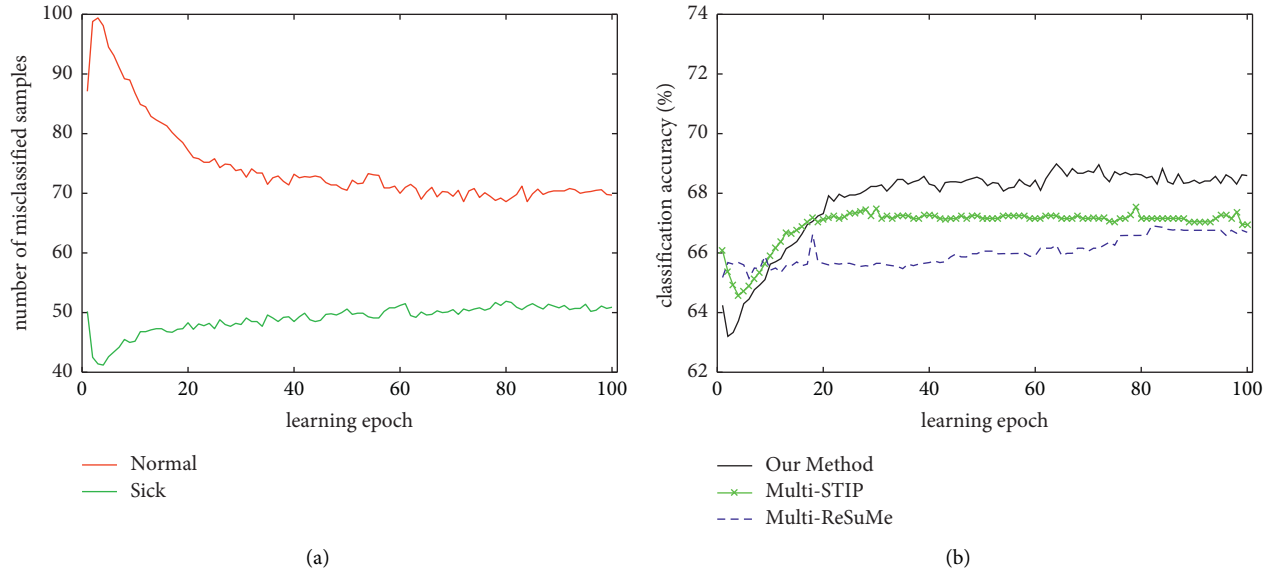 100
90
80
70
60
50
40
number of misclassified samples
0
20
40
60
80
100
learning epoch
Normal
Sick
(a)
74
72
70
68
66
64
62
classification accuracy (%)
0
20
40
60
80
100
learning epoch
Our Method
Multi-STIP
Multi-ReSuMe
(b)